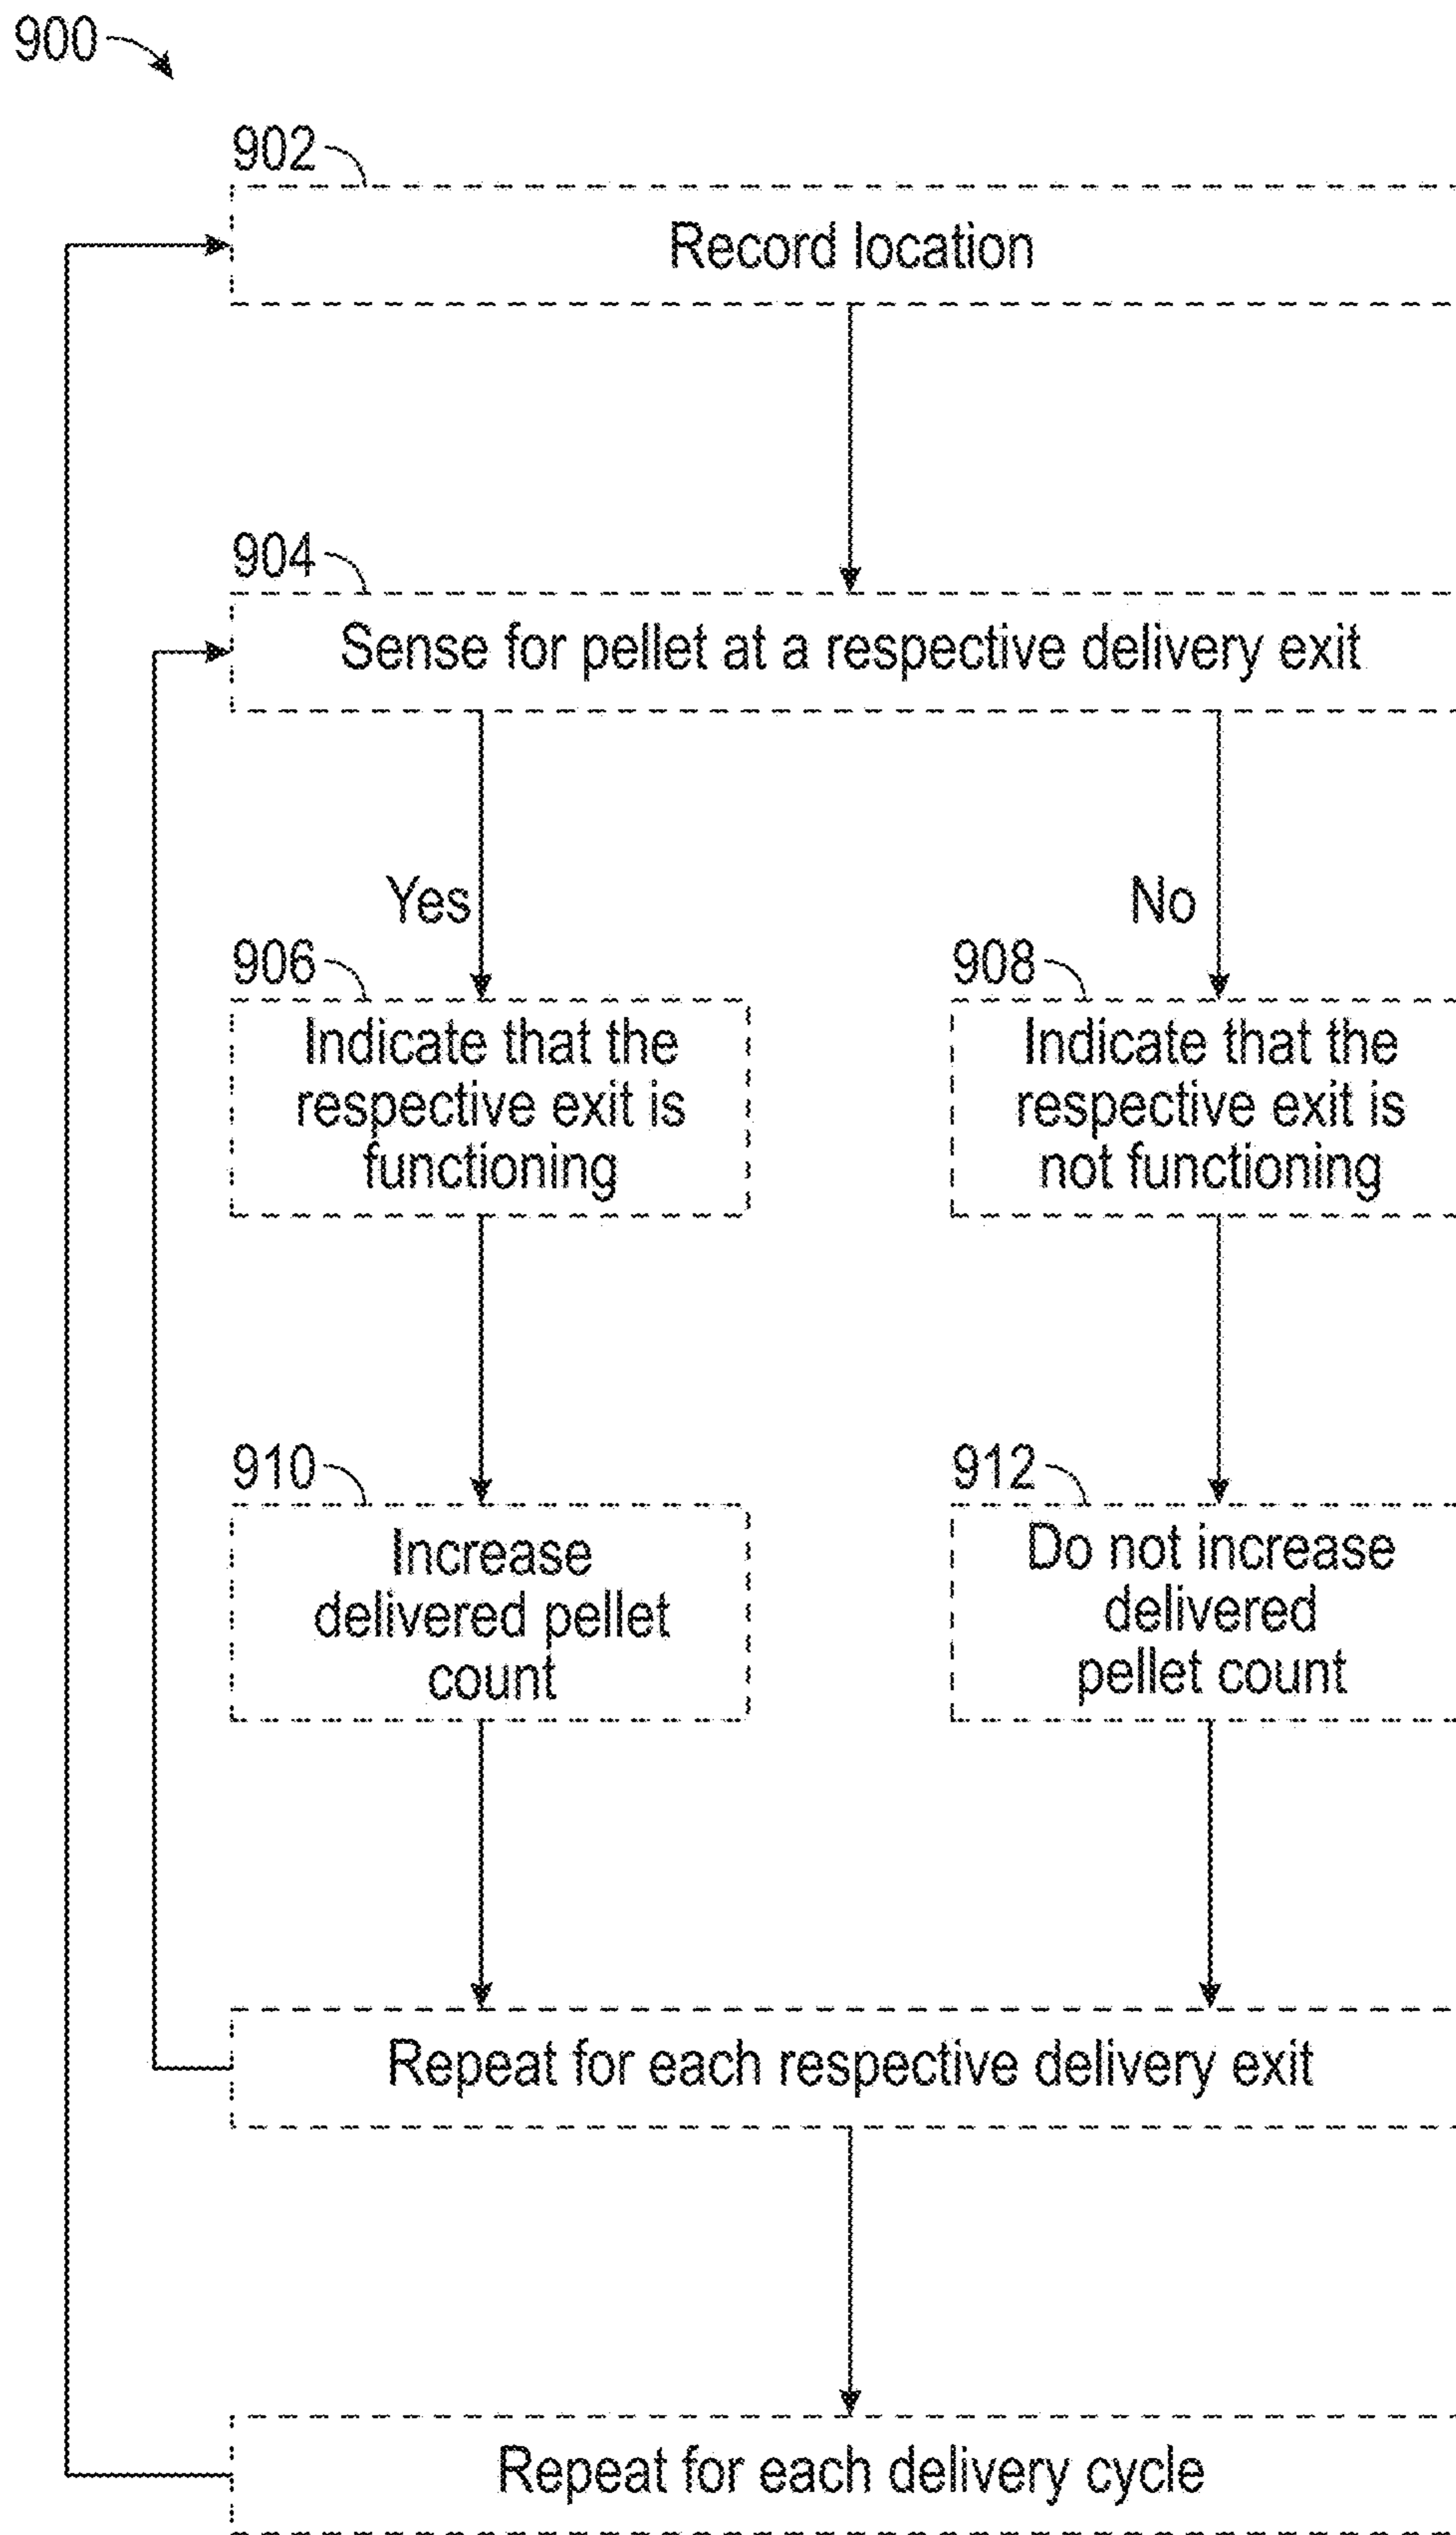 900
902
Record location
904
Sense for pellet at a respective delivery exit
Yes
No
906
Indicate that the
respective exit is
functioning
908
Indicate that the
respective exit is
not functioning
910
Increase
delivered pellet
count
912
Do not increase
delivered
pellet count
Repeat for each respective delivery exit
Repeat for each delivery cycle